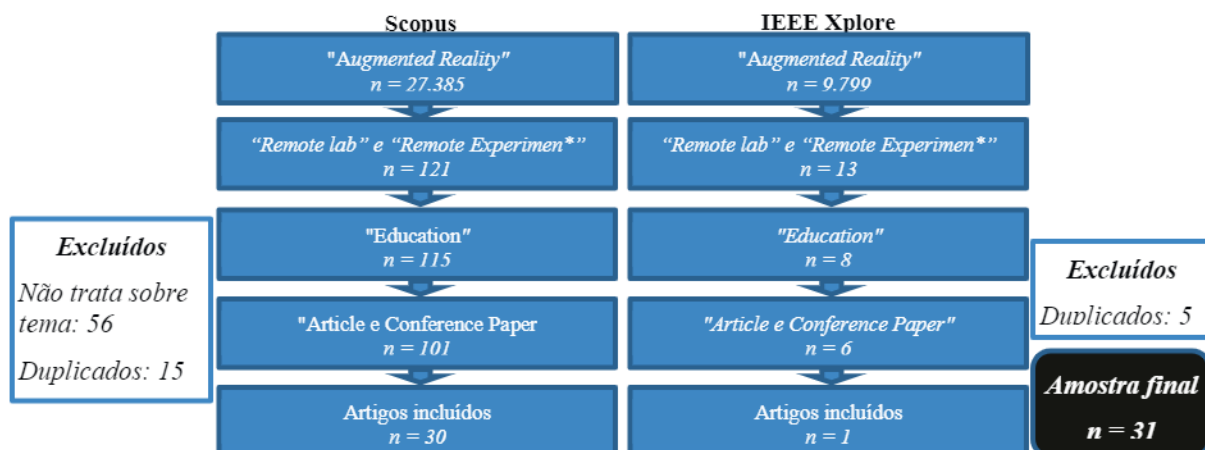 Scopus
"Augmented Reality"
n = 27.385
“Remote lab” e “Remote Experimen*”
n = 121
"Education"
n = 115
"Article e Conference Paper
n = 101
Artigos incluídos
n = 30
IEEE Xplore
"Augmented Reality"
n = 9.799
“Remote lab” e “Remote Experimen*”
n = 13
"Education"
n = 8
"Article e Conference Paper"
n = 6
Artigos incluídos
n = 1
Excluídos
Não trata sobre
tema: 56
Duplicados: 15
Excluídos
Duplicados: 5
Amostra final
n = 31